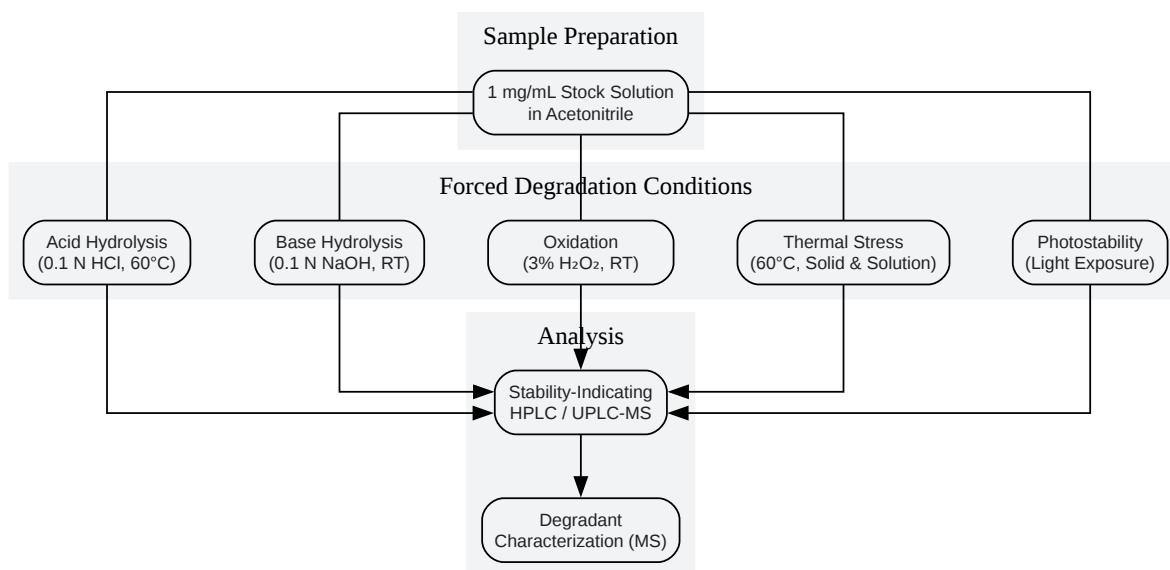 Sample Preparation
1 mg/mL Stock Solution
in Acetonitrile
Forced Degradation Conditions
Acid Hydrolysis
(0.1 N HCl, 60°C)
Base Hydrolysis
(0.1 N NaOH, RT)
Oxidation
(3% H₂O₂, RT)
Thermal Stress
(60°C, Solid & Solution)
Photostability
(Light Exposure)
Analysis
Stability-Indicating
HPLC / UPLC-MS
Degradant
Characterization (MS)